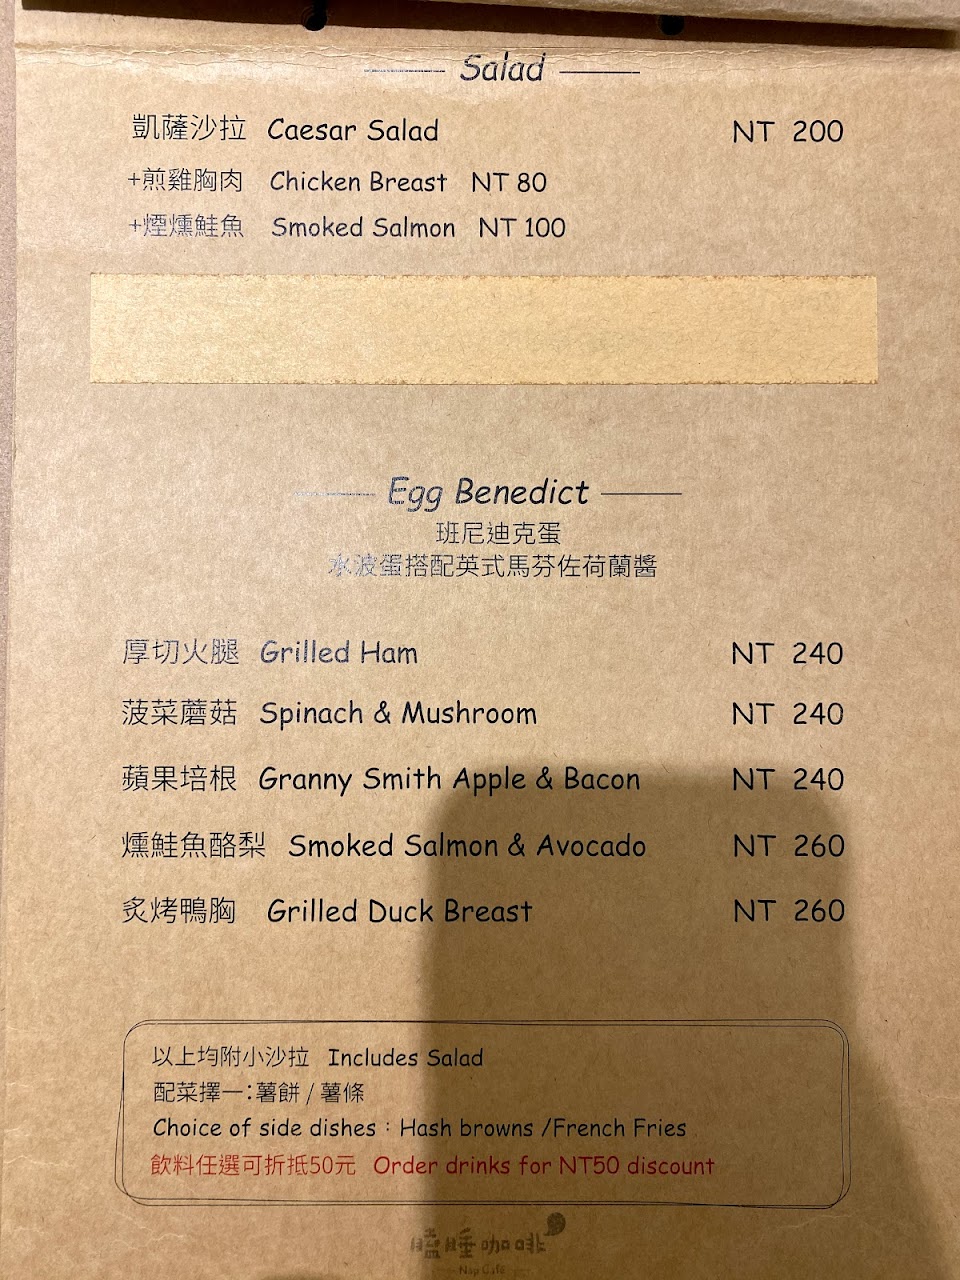 Salad
凱薩沙拉 Caesar Salad NT 200
+煎雞胸肉 Chicken Breast NT 80
+煙燻鮭魚 Smoked Salmon NT 100
Egg Benedict
班尼迪克蛋
水波蛋搭配英式馬芬佐荷蘭醬
厚切火腿 Grilled Ham NT 240
菠菜蘑菇 Spinach & Mushroom NT 240
蘋果培根 Granny Smith Apple & Bacon NT 240
燻鮭魚酪梨 Smoked Salmon & Avocado NT 260
炙烤鴨胸 Grilled Duck Breast NT 260
以上均附小沙拉 Includes Salad
配菜擇一：薯餅 / 薯條
Choice of side dishes：Hash browns /French Fries
飲料任選可折抵50元 Order drinks for NT50 discount
瞌睡咖啡
Nap Café